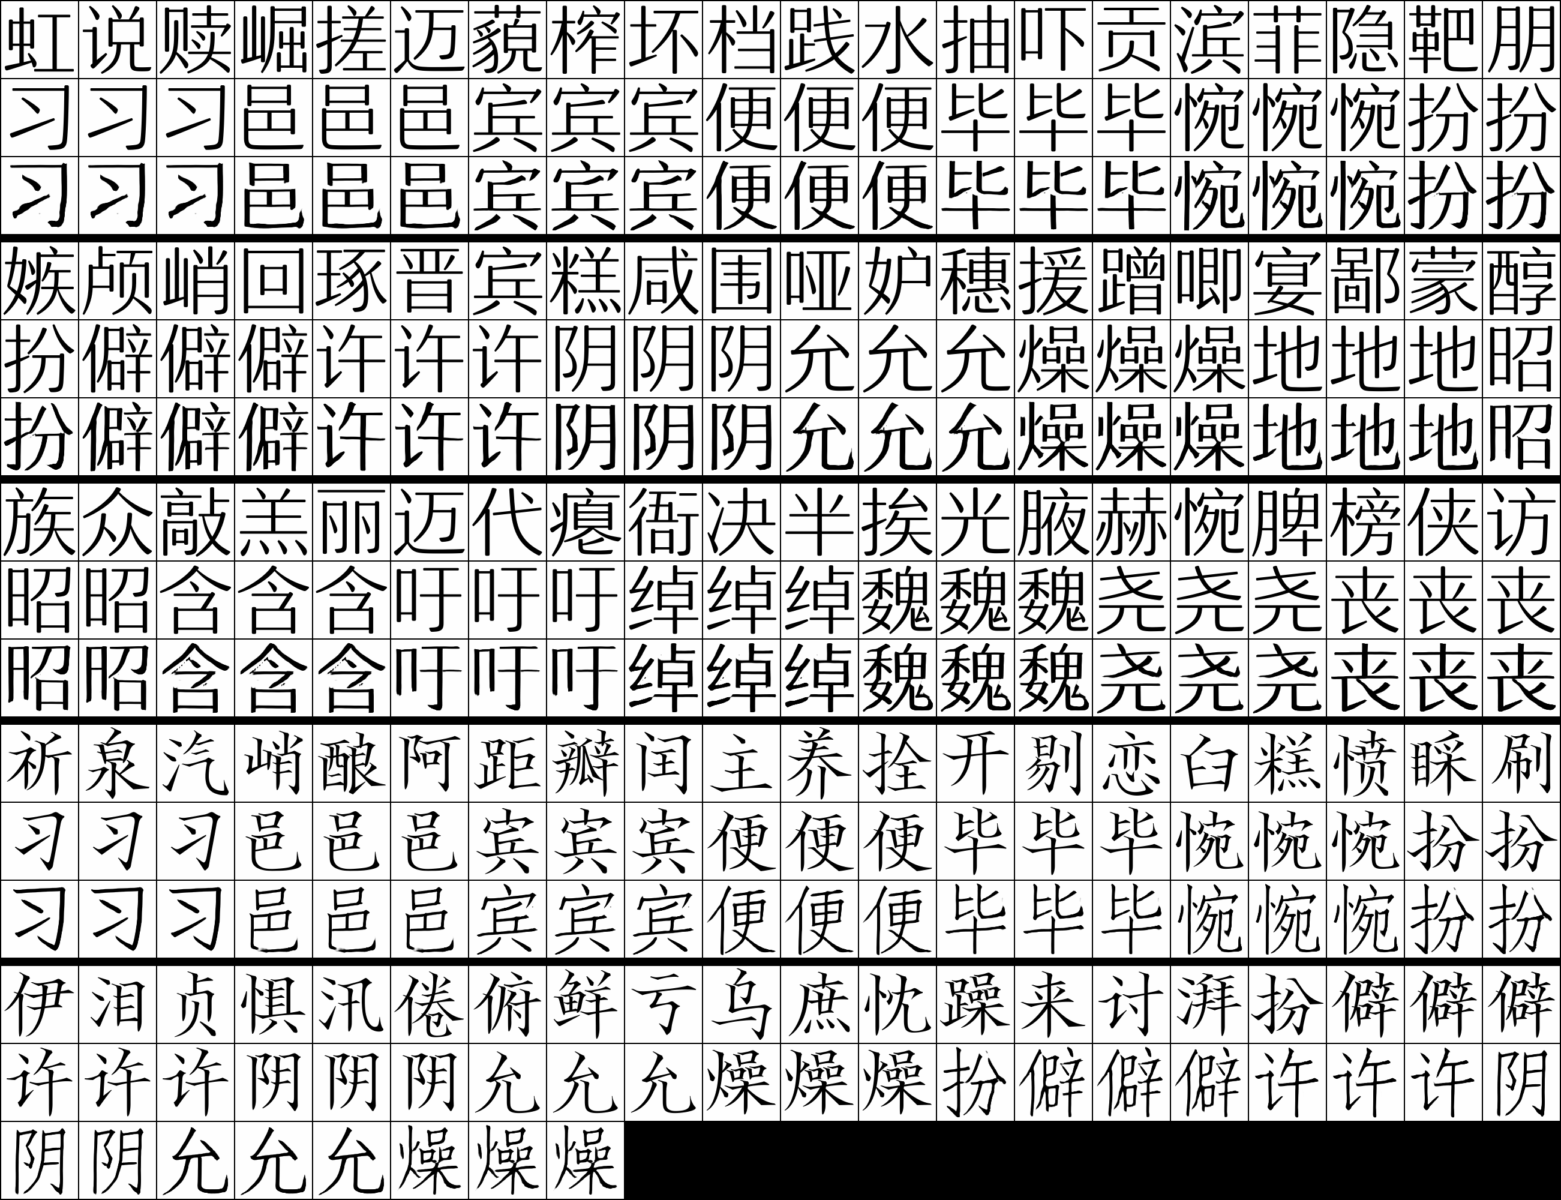 虹说赎崛搓迈藐榨坏档践水抽吓贡滨菲隐靶朋
习习习邑邑邑宾宾宾便便便毕毕毕惋惋惋扮扮
习习习邑邑邑宾宾宾便便便毕毕毕惋惋惋扮扮
嫉颅峭回琢晋宾糕咸围哑妒穗援蹭唧宴鄙蒙醇
扮僻僻僻许许许阴阴阴允允允燥燥燥地地地昭
扮僻僻僻许许许阴阴阴允允允燥燥燥地地地昭
族众敲羔丽迈代瘪衙决半挨光腋赫惋脾榜侠访
昭昭含含含吁吁吁绰绰绰魏魏魏尧尧尧丧丧丧
昭昭含含含吁吁吁绰绰绰魏魏魏尧尧尧丧丧丧
祈泉汽峭酿阿距瓣闰主养拴开剔恋臼糕愤睬刷
习习习邑邑邑宾宾宾便便便毕毕毕惋惋惋扮扮
习习习邑邑邑宾宾宾便便便毕毕毕惋惋惋扮扮
伊泪贞惧汛倦俯鲜亏乌庶忱躁来讨湃扮僻僻僻
许许许阴阴阴允允允燥燥燥扮僻僻僻许许许阴
阴阴允允允燥燥燥